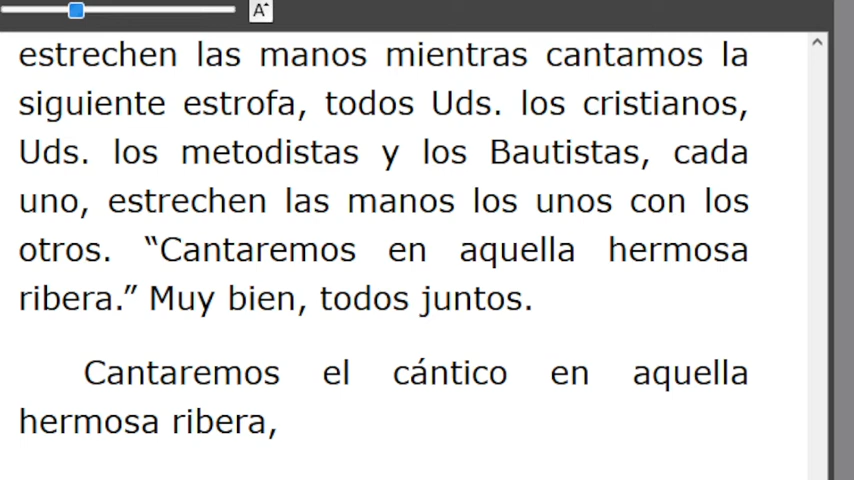 A
estrechen las manos mientras cantamos la
siguiente estrofa, todos Uds. los cristianos,
Uds. los metodistas y los Bautistas, cada
uno, estrechen las manos los unos con los
otros. “Cantaremos en aquella hermosa
ribera.” Muy bien, todos juntos.
Cantaremos el cántico en aquella
hermosa ribera,